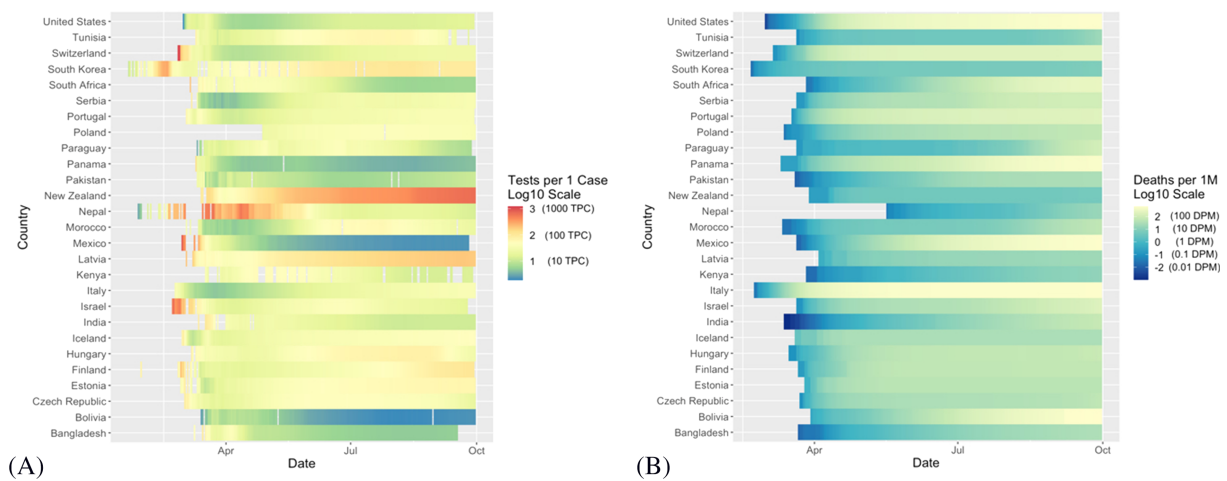 United States
Tunisia
Switzerland
South Korea
South Africa
Serbia
Portugal
Poland
Paraguay
Panama
Pakistan
New Zealand
Nepal
Morocco
Mexico
Latvia
Kenya
Italy
Israel
India
Iceland
Hungary
Finland
Estonia
Czech Republic
Bolivia
Bangladesh
Country
Apr Jul Oct
Date
Tests per 1 Case
Log10 Scale
3 (1000 TPC)
2 (100 TPC)
1 (10 TPC)
(A)
United States
Tunisia
Switzerland
South Korea
South Africa
Serbia
Portugal
Poland
Paraguay
Panama
Pakistan
New Zealand
Nepal
Morocco
Mexico
Latvia
Kenya
Italy
Israel
India
Iceland
Hungary
Finland
Estonia
Czech Republic
Bolivia
Bangladesh
Country
Apr Jul Oct
Date
Deaths per 1M
Log10 Scale
2 (100 DPM)
1 (10 DPM)
0 (1 DPM)
-1 (0.1 DPM)
-2 (0.01 DPM)
(B)